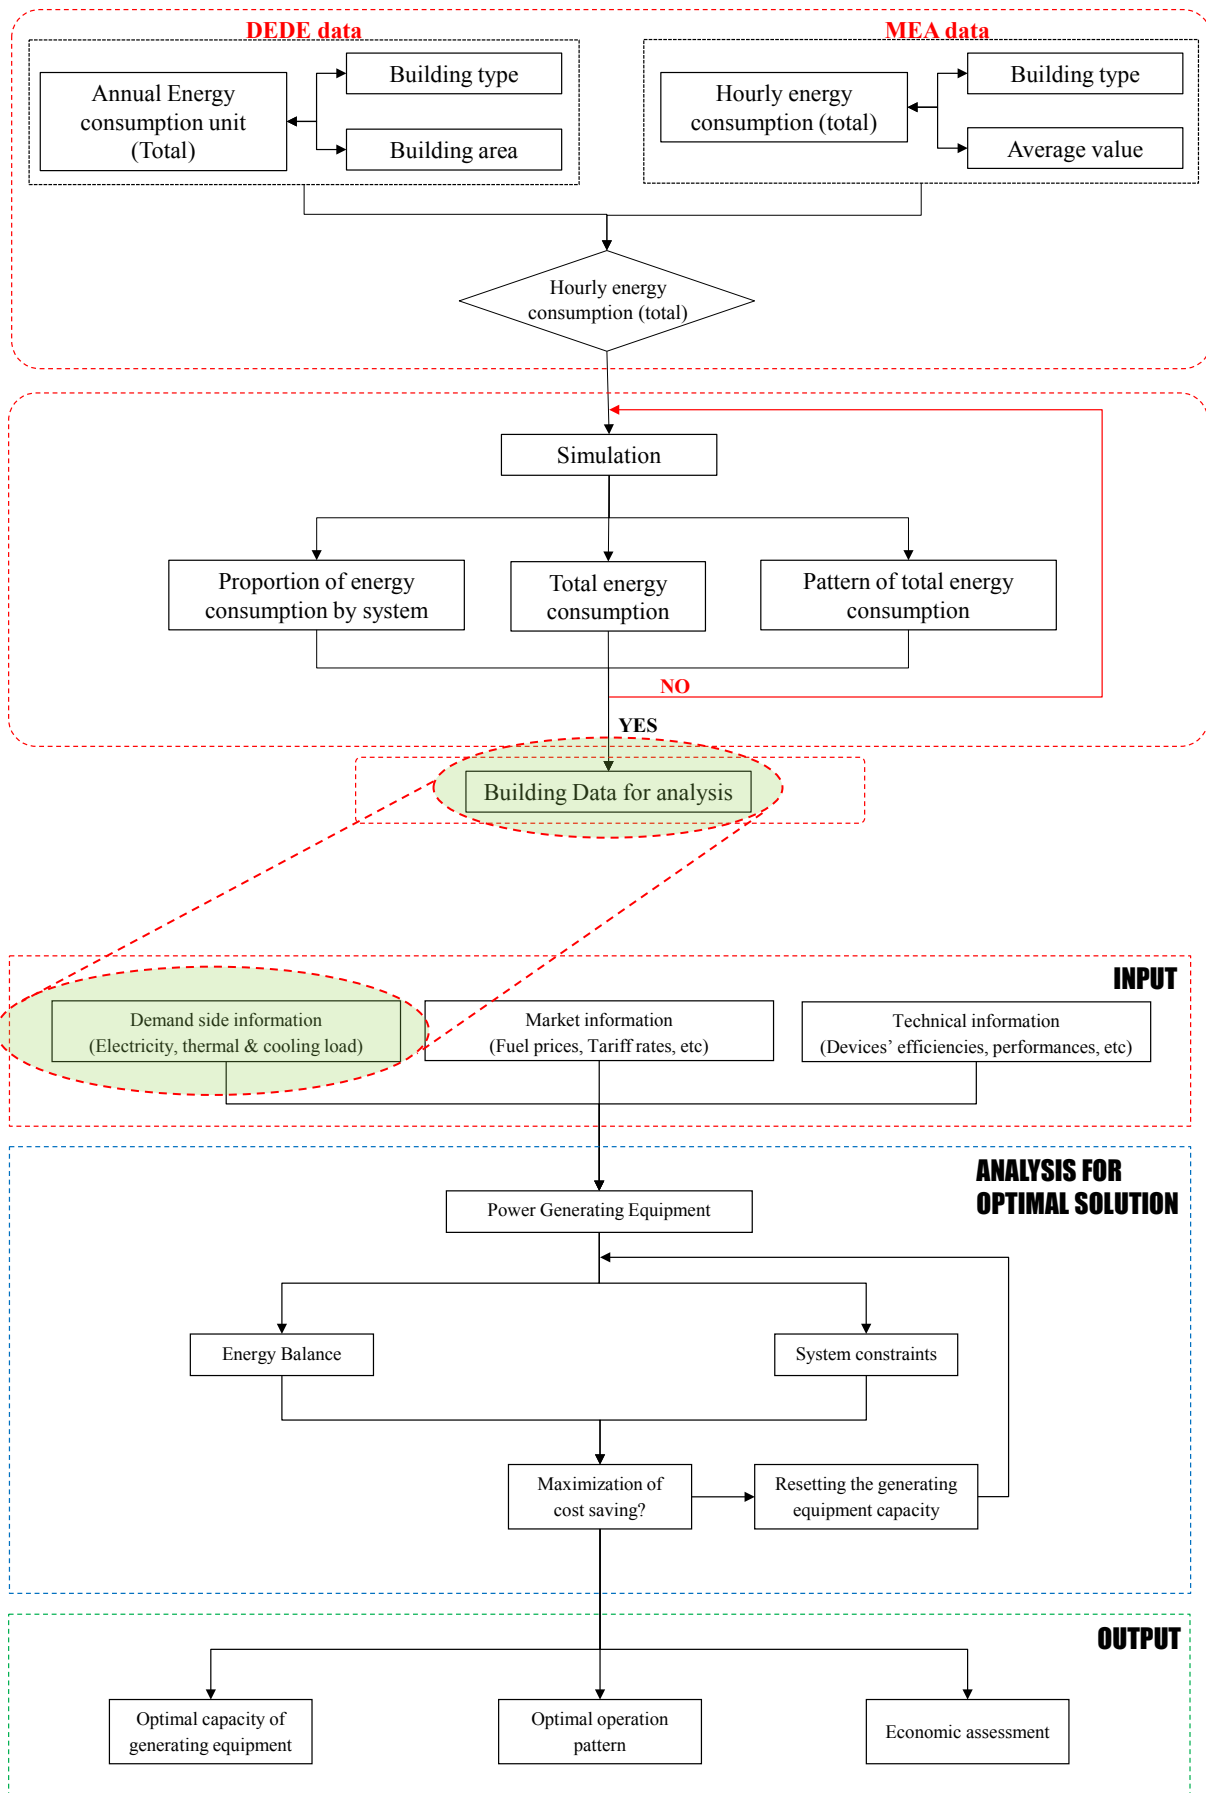 DEDE data
MEA data
Annual Energy
consumption unit
(Total)
Building type
Building area
Hourly energy
consumption (total)
Building type
Average value
Hourly energy
consumption (total)
Simulation
Proportion of energy
consumption by system
Total energy
consumption
Pattern of total energy
consumption
NO
YES
Building Data for analysis
INPUT
Demand side information
(Electricity, thermal & cooling load)
Market information
(Fuel prices, Tariff rates, etc)
Technical information
(Devices’ efficiencies, performances, etc)
ANALYSIS FOR
OPTIMAL SOLUTION
Power Generating Equipment
Energy Balance
System constraints
Maximization of
cost saving?
Resetting the generating
equipment capacity
OUTPUT
Optimal capacity of
generating equipment
Optimal operation
pattern
Economic assessment